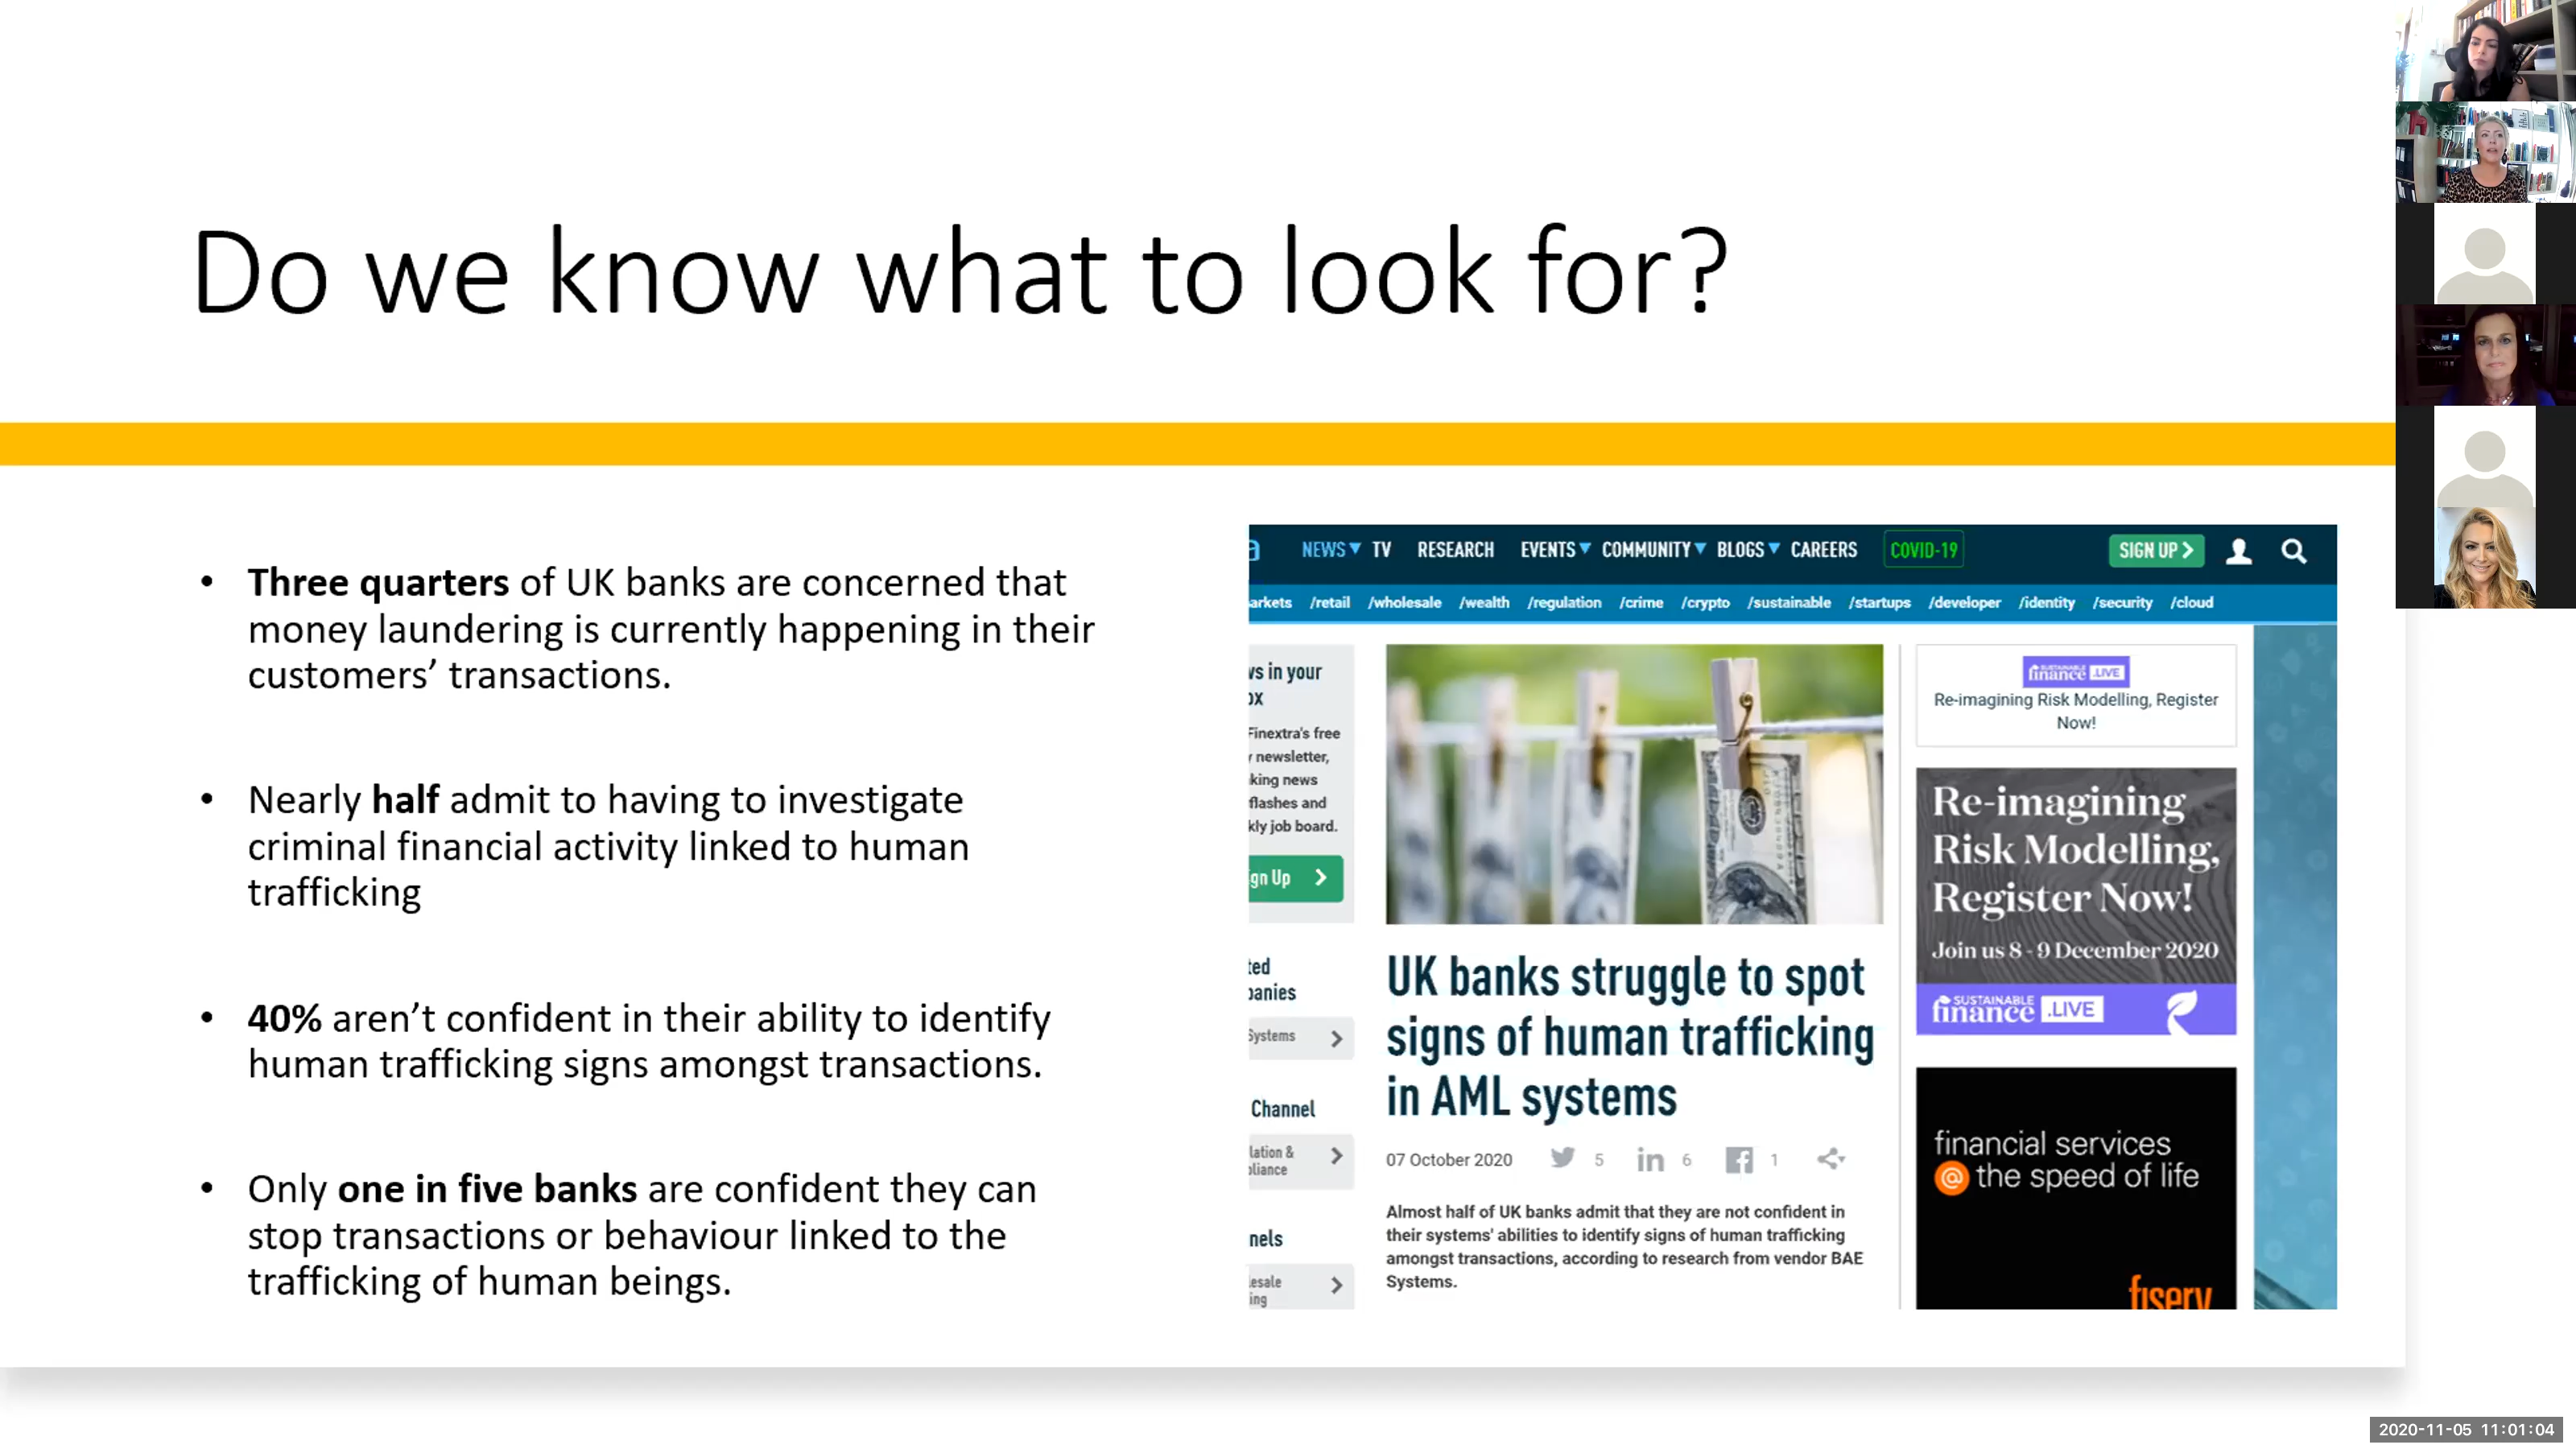 Do we know what to look for?
• Three quarters of UK banks are concerned that
money laundering is currently happening in their
customers’ transactions.
• Nearly half admit to having to investigate
criminal financial activity linked to human
trafficking
• 40% aren’t confident in their ability to identify
human trafficking signs amongst transactions.
• Only one in five banks are confident they can
stop transactions or behaviour linked to the
trafficking of human beings.
a NEWS TV RESEARCH EVENTS COMMUNITY BLOGS CAREERS COVID-19 SIGN UP
arkets /retail /wholesale /wealth /regulation /crime /crypto /sustainable /startups /developer /identity /security /cloud
vs in your
ox
Finextra's free
newsletter,
king news
flashes and
kly job board.
gn Up
ted
panies
Systems
Channel
lation &
pliance
nels
lesale
ing
UK banks struggle to spot
signs of human trafficking
in AML systems
07 October 2020 5 in 6 1
Almost half of UK banks admit that they are not confident in
their systems' abilities to identify signs of human trafficking
amongst transactions, according to research from vendor BAE
Systems.
SUSTAINABLE
finance .LIVE
Re-imagining Risk Modelling, Register
Now!
Re-imagining
Risk Modelling,
Register Now!
Join us 8 - 9 December 2020
SUSTAINABLE
finance .LIVE
financial services
@ the speed of life
fiserv
2020-11-05 11:01:04